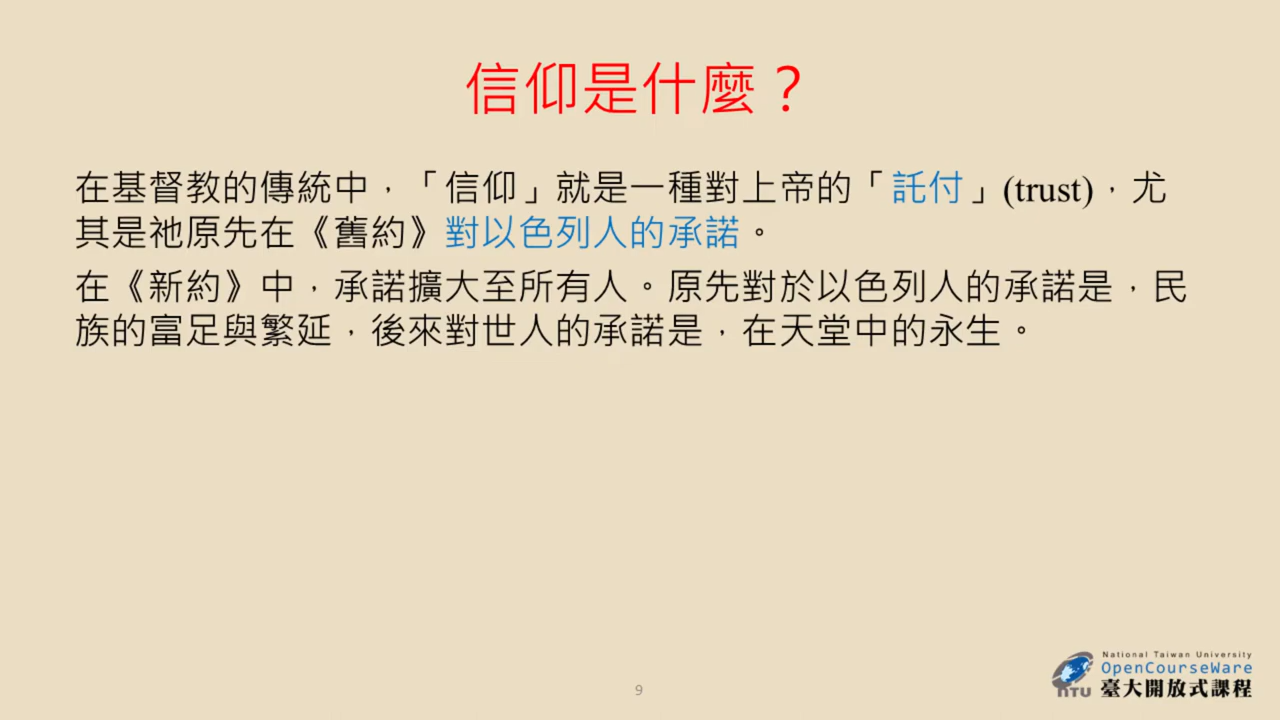 信仰是什麼？
在基督教的傳統中，「信仰」就是一種對上帝的「託付」(trust)，尤
其是祂原先在《舊約》對以色列人的承諾。
在《新約》中，承諾擴大至所有人。原先對於以色列人的承諾是，民
族的富足與繁延，後來對世人的承諾是，在天堂中的永生。
9
National Taiwan University
OpenCourseWare
NTU 臺大開放式課程